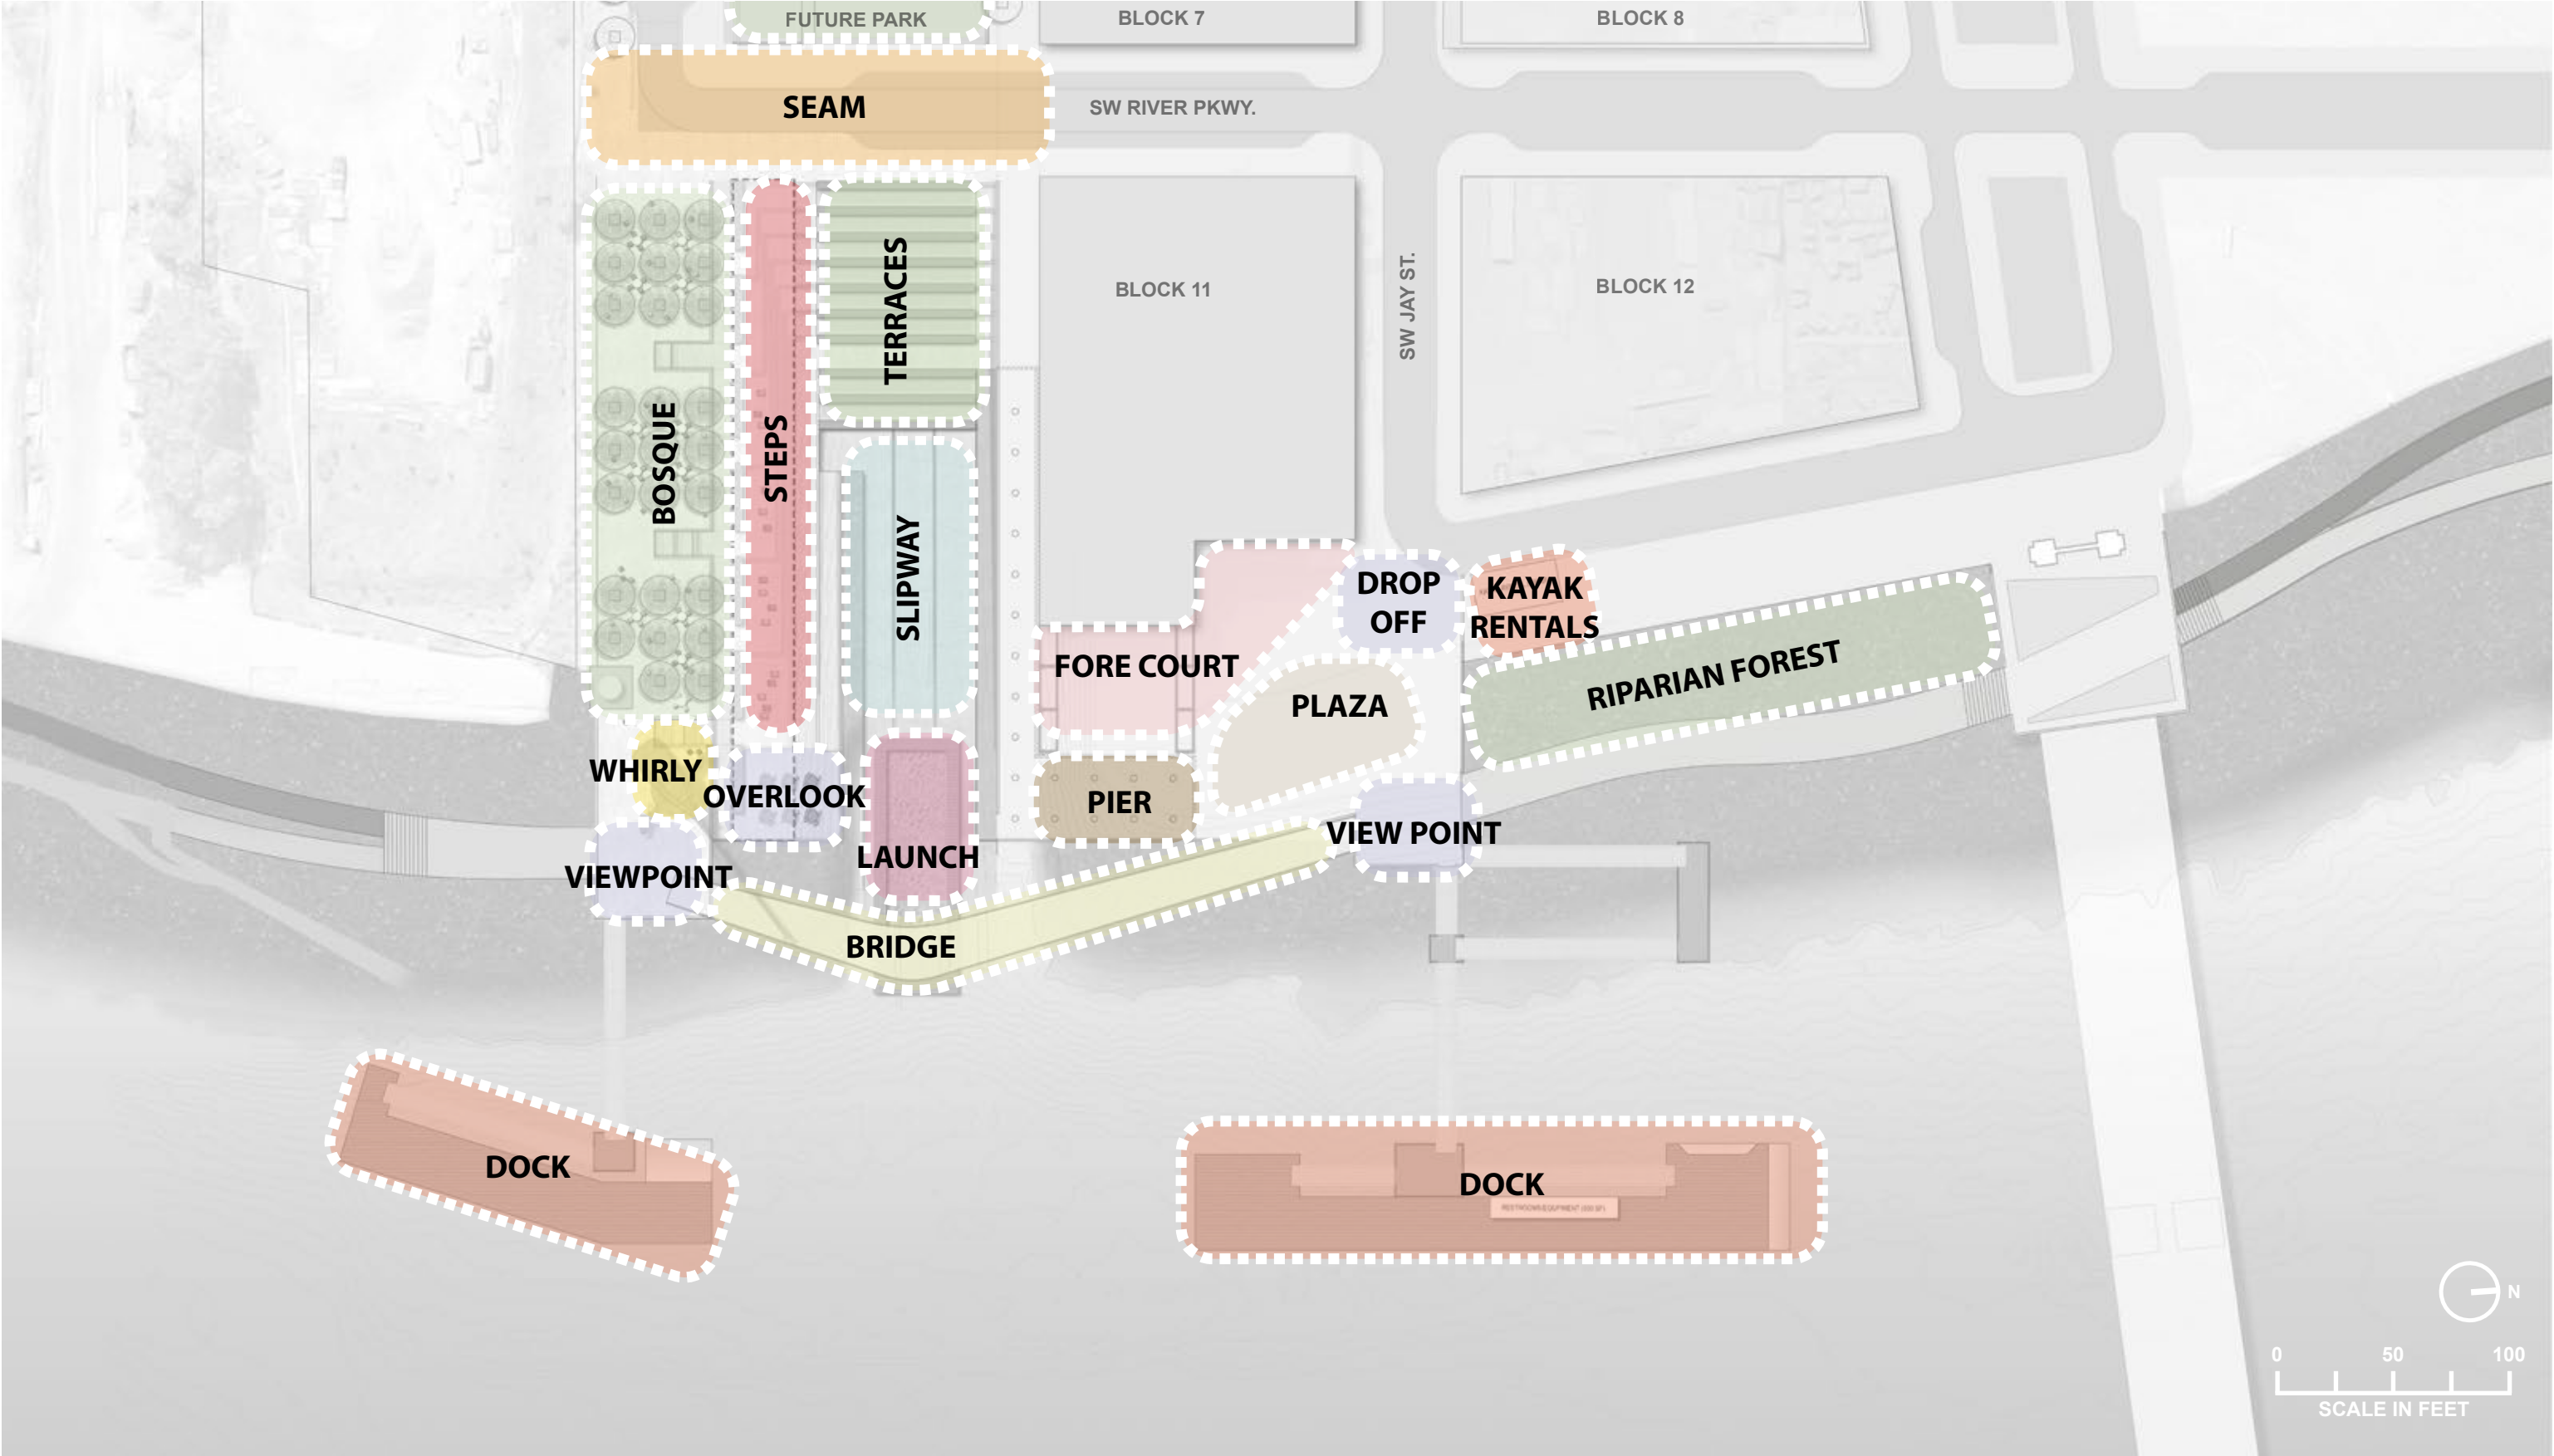 FUTURE PARK
BLOCK 7
BLOCK 8
SEAM
SW RIVER PKWY.
BOSQUE
STEPS
TERRACES
SLIPWAY
BLOCK 11
SW JAY ST.
BLOCK 12
FORE COURT
DROP
OFF
KAYAK
RENTALS
PLAZA
RIPARIAN FOREST
WHIRLY
OVERLOOK
LAUNCH
PIER
VIEW POINT
VIEWPOINT
BRIDGE
DOCK
DOCK
N
0 50 100
SCALE IN FEET